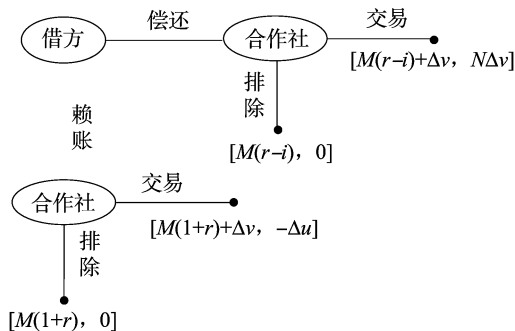 借方
偿还
合作社
交易
[M(r–i)+Δv, NΔv]
排除
[M(r–i), 0]
赖账
合作社
交易
[M(1+r)+Δv, –Δu]
排除
[M(1+r), 0]